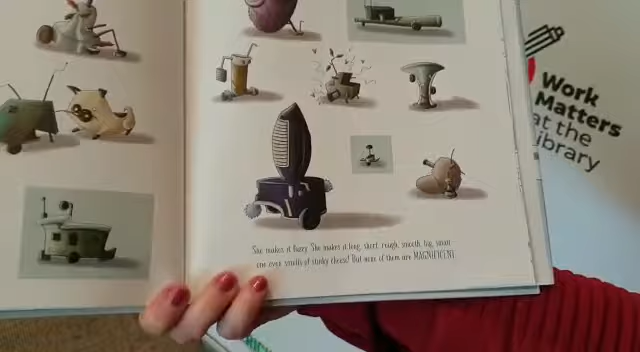 Work
Matters
at the
library
She makes it fuzzy. She makes it long, short, rough, smooth, big, small
one even smells of stinky cheese! But none of them are MAGNIFICENT.